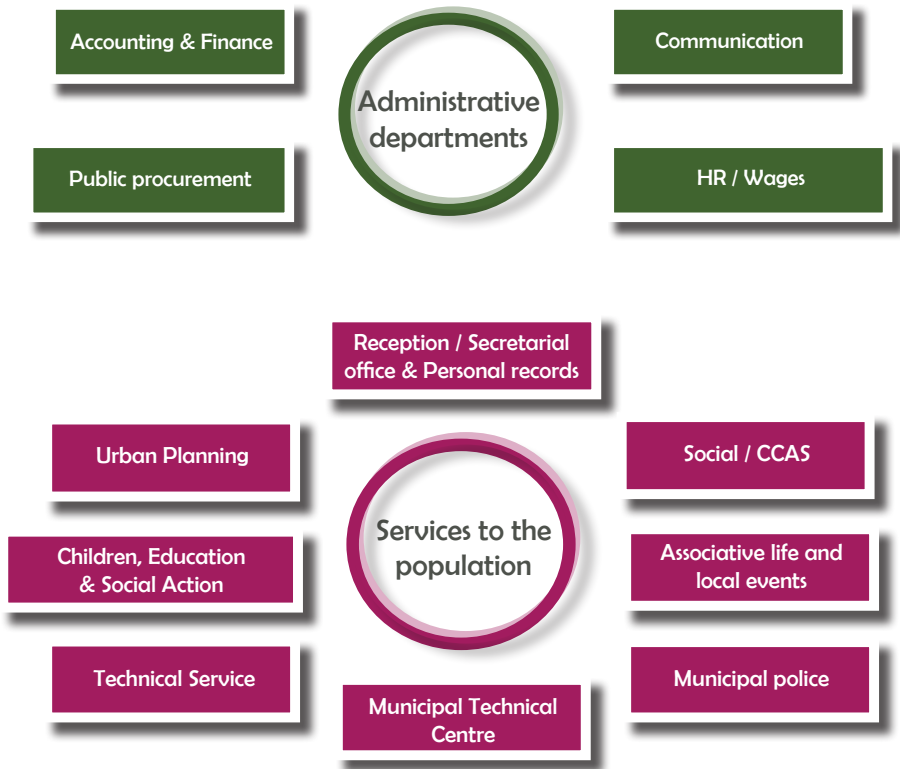 Accounting & Finance
Communication
Administrative
departments
Public procurement
HR / Wages
Reception / Secretarial
office & Personal records
Urban Planning
Social / CCAS
Services to the
population
Children, Education
& Social Action
Associative life and
local events
Technical Service
Municipal police
Municipal Technical
Centre